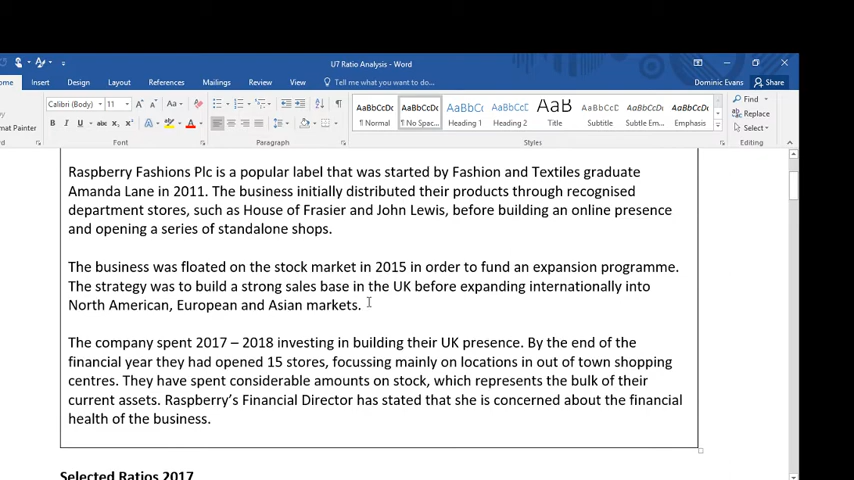 U7 Ratio Analysis - Word
Dominic Evans
Share
ome
Insert
Design
Layout
References
Mailings
Review
View
Tell me what you want to do...
mat Painter
Calibri (Body)
11
Font
Paragraph
AaBbCcDc
¶ Normal
AaBbCcDc
¶ No Spac...
AaBbCc
Heading 1
AaBbCcD
Heading 2
AaB
Title
AaBbCcD
Subtitle
AaBbCcDc
Subtle Em...
AaBbCcDc
Emphasis
Styles
Find
Replace
Select
Editing
Raspberry Fashions Plc is a popular label that was started by Fashion and Textiles graduate
Amanda Lane in 2011. The business initially distributed their products through recognised
department stores, such as House of Frasier and John Lewis, before building an online presence
and opening a series of standalone shops.
The business was floated on the stock market in 2015 in order to fund an expansion programme.
The strategy was to build a strong sales base in the UK before expanding internationally into
North American, European and Asian markets.
The company spent 2017 – 2018 investing in building their UK presence. By the end of the
financial year they had opened 15 stores, focussing mainly on locations in out of town shopping
centres. They have spent considerable amounts on stock, which represents the bulk of their
current assets. Raspberry's Financial Director has stated that she is concerned about the financial
health of the business.
Selected Ratios 2017